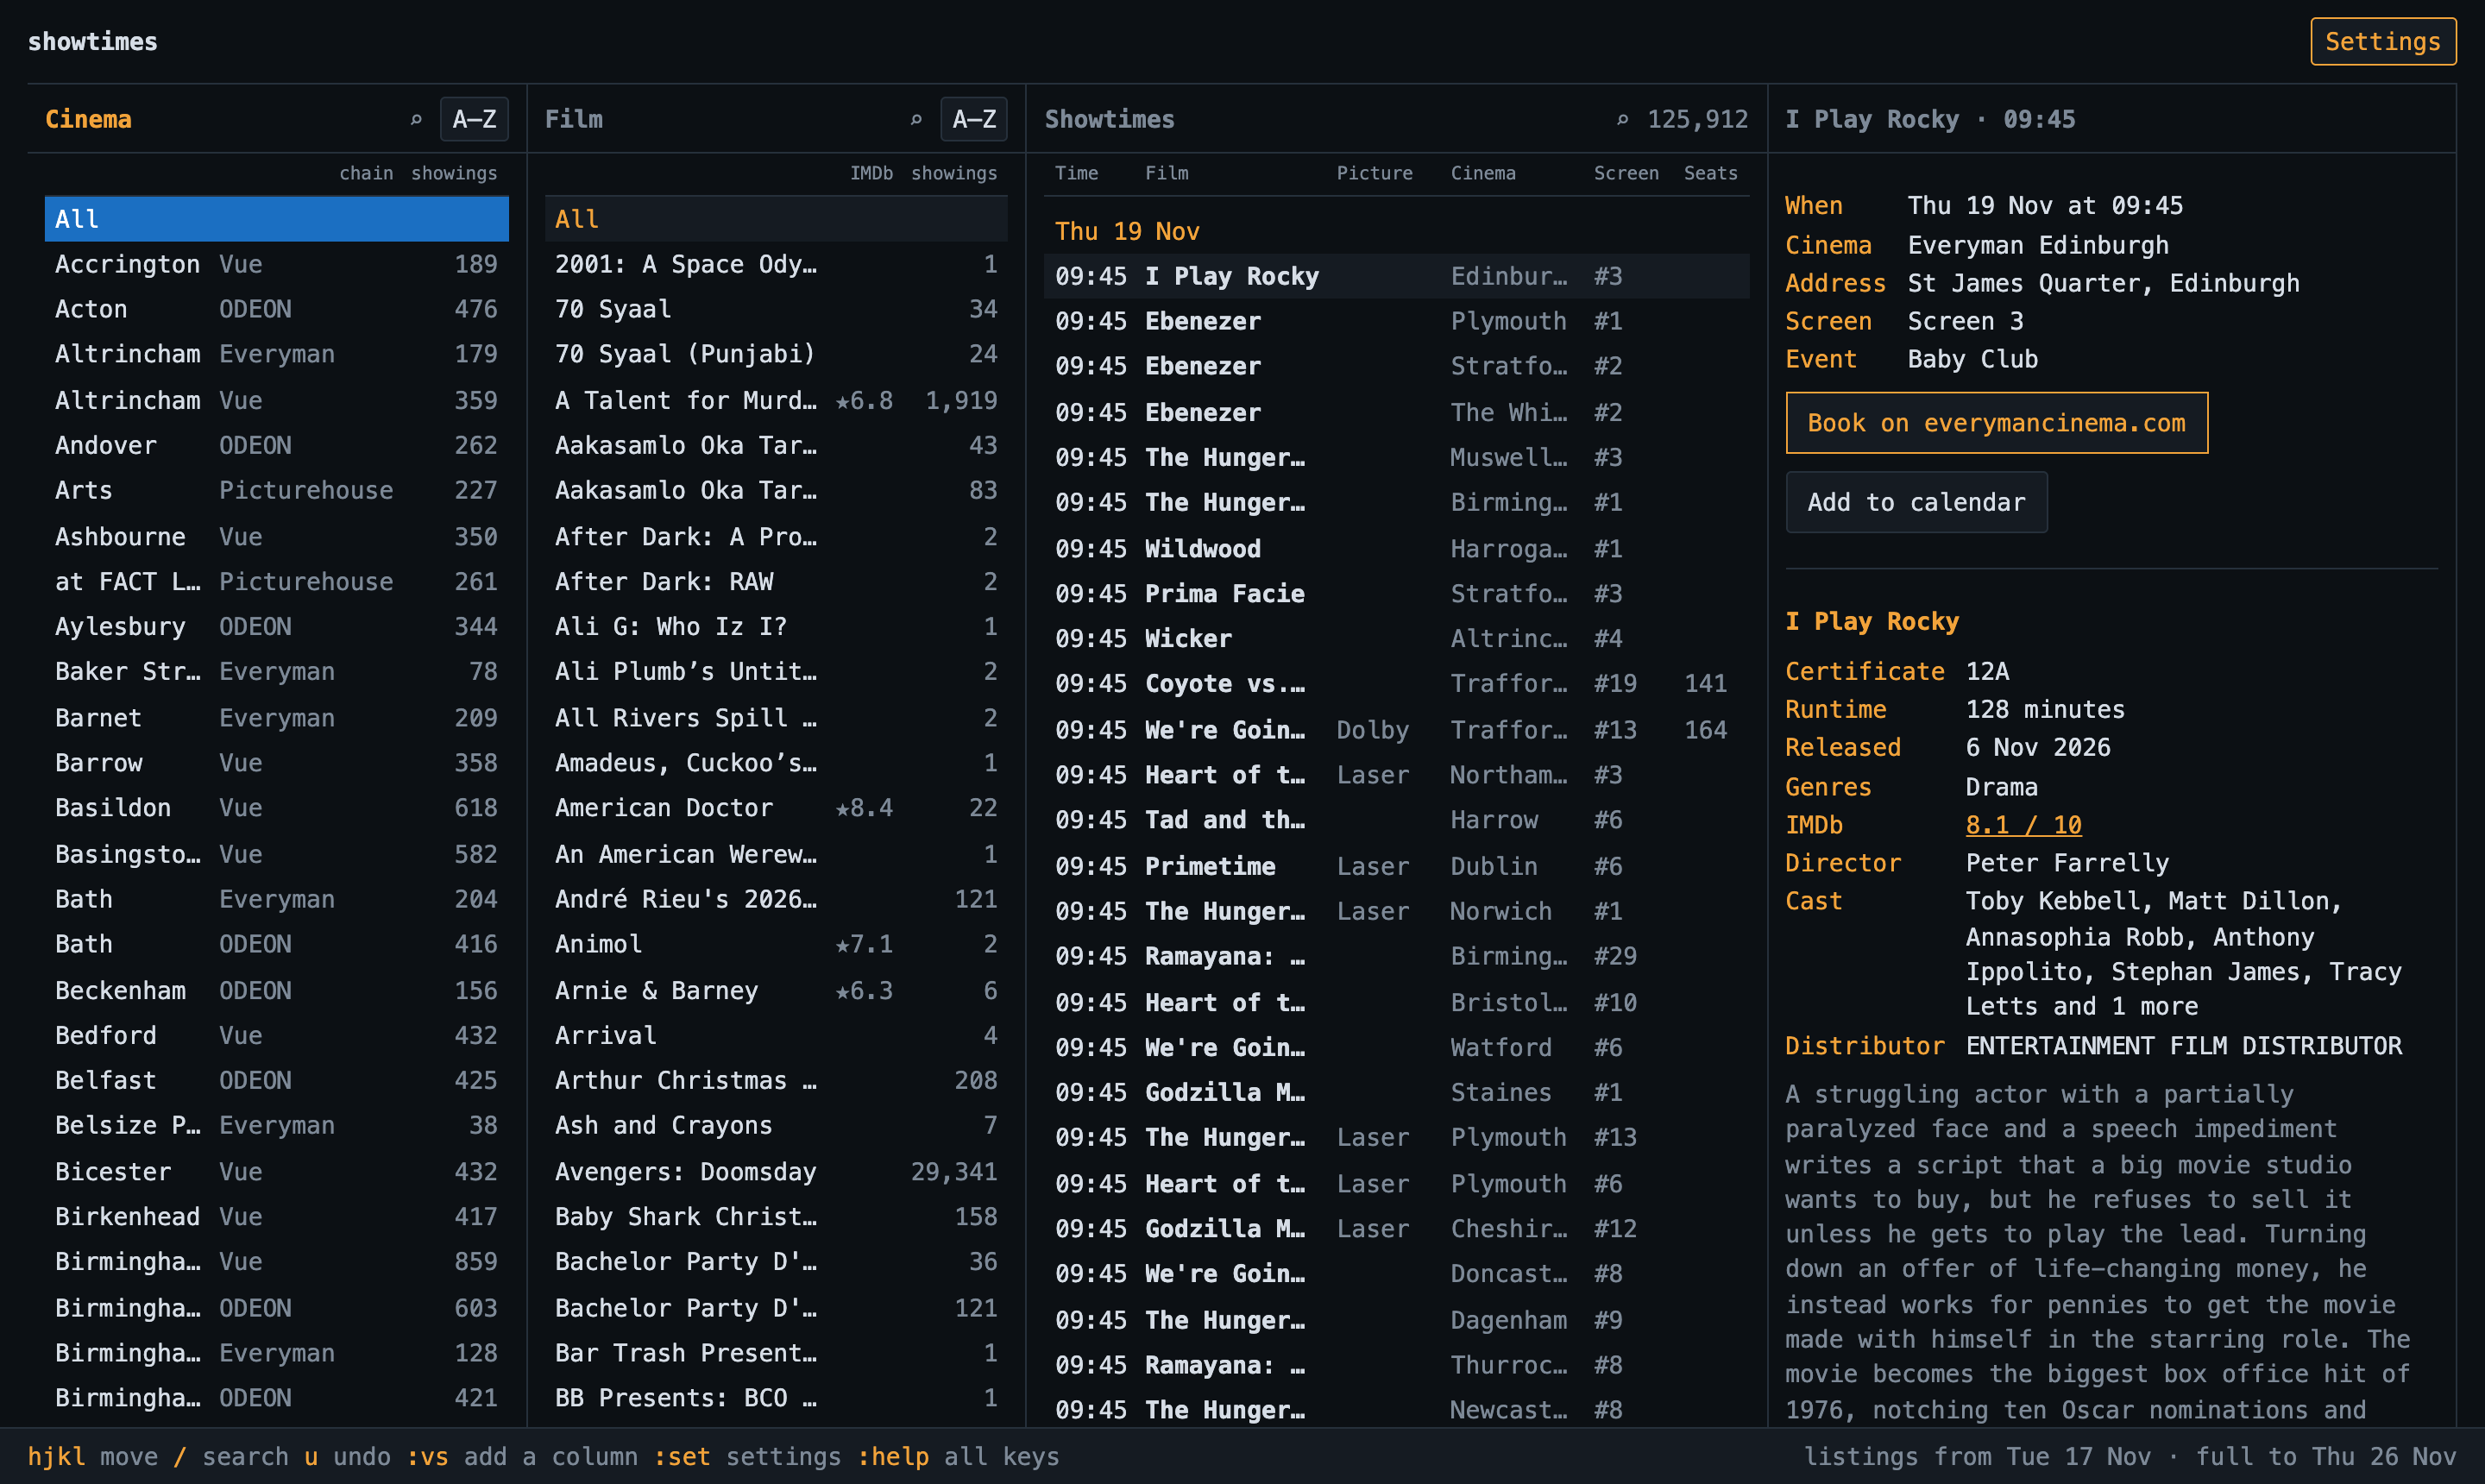 showtimes
Settings
Cinema ⌕ A–Z
chain showings
All
Accrington Vue 189
Acton ODEON 476
Altrincham Everyman 179
Altrincham Vue 359
Andover ODEON 262
Arts Picturehouse 227
Ashbourne Vue 350
at FACT L… Picturehouse 261
Aylesbury ODEON 344
Baker Str… Everyman 78
Barnet Everyman 209
Barrow Vue 358
Basildon Vue 618
Basingsto… Vue 582
Bath Everyman 204
Bath ODEON 416
Beckenham ODEON 156
Bedford Vue 432
Belfast ODEON 425
Belsize P… Everyman 38
Bicester Vue 432
Birkenhead Vue 417
Birmingha… Vue 859
Birmingha… ODEON 603
Birmingha… Everyman 128
Birmingha… ODEON 421
Film ⌕ A–Z
IMDb showings
All
2001: A Space Ody… 1
70 Syaal 34
70 Syaal (Punjabi) 24
A Talent for Murd… ★6.8 1,919
Aakasamlo Oka Tar… 43
Aakasamlo Oka Tar… 83
After Dark: A Pro… 2
After Dark: RAW 2
Ali G: Who Iz I? 1
Ali Plumb’s Untit… 2
All Rivers Spill … 2
Amadeus, Cuckoo’s… 1
American Doctor ★8.4 22
An American Werew… 1
André Rieu's 2026… 121
Animol ★7.1 2
Arnie & Barney ★6.3 6
Arrival 4
Arthur Christmas … 208
Ash and Crayons 7
Avengers: Doomsday 29,341
Baby Shark Christ… 158
Bachelor Party D'… 36
Bachelor Party D'… 121
Bar Trash Present… 1
BB Presents: BCO … 1
Showtimes ⌕ 125,912
Time Film Picture Cinema Screen Seats
Thu 19 Nov
09:45 I Play Rocky Edinbur… #3
09:45 Ebenezer Plymouth #1
09:45 Ebenezer Stratfo… #2
09:45 Ebenezer The Whi… #2
09:45 The Hunger… Muswell… #3
09:45 The Hunger… Birming… #1
09:45 Wildwood Harroga… #1
09:45 Prima Facie Stratfo… #3
09:45 Wicker Altrinc… #4
09:45 Coyote vs.… Traffor… #19 141
09:45 We're Goin… Dolby Traffor… #13 164
09:45 Heart of t… Laser Northam… #3
09:45 Tad and th… Harrow #6
09:45 Primetime Laser Dublin #6
09:45 The Hunger… Laser Norwich #1
09:45 Ramayana: … Birming… #29
09:45 Heart of t… Bristol… #10
09:45 We're Goin… Watford #6
09:45 Godzilla M… Staines #1
09:45 The Hunger… Laser Plymouth #13
09:45 Heart of t… Laser Plymouth #6
09:45 Godzilla M… Laser Cheshir… #12
09:45 We're Goin… Doncast… #8
09:45 The Hunger… Dagenham #9
09:45 Ramayana: … Thurroc… #8
09:45 The Hunger… Newcast… #8
I Play Rocky · 09:45
When Thu 19 Nov at 09:45
Cinema Everyman Edinburgh
Address St James Quarter, Edinburgh
Screen Screen 3
Event Baby Club
Book on everymancinema.com
Add to calendar
I Play Rocky
Certificate 12A
Runtime 128 minutes
Released 6 Nov 2026
Genres Drama
IMDb 8.1 / 10
Director Peter Farrelly
Cast Toby Kebbell, Matt Dillon,
Annasophia Robb, Anthony
Ippolito, Stephan James, Tracy
Letts and 1 more
Distributor ENTERTAINMENT FILM DISTRIBUTOR
A struggling actor with a partially
paralyzed face and a speech impediment
writes a script that a big movie studio
wants to buy, but he refuses to sell it
unless he gets to play the lead. Turning
down an offer of life-changing money, he
instead works for pennies to get the movie
made with himself in the starring role. The
movie becomes the biggest box office hit of
1976, notching ten Oscar nominations and
hjkl move / search u undo :vs add a column :set settings :help all keys
listings from Tue 17 Nov · full to Thu 26 Nov